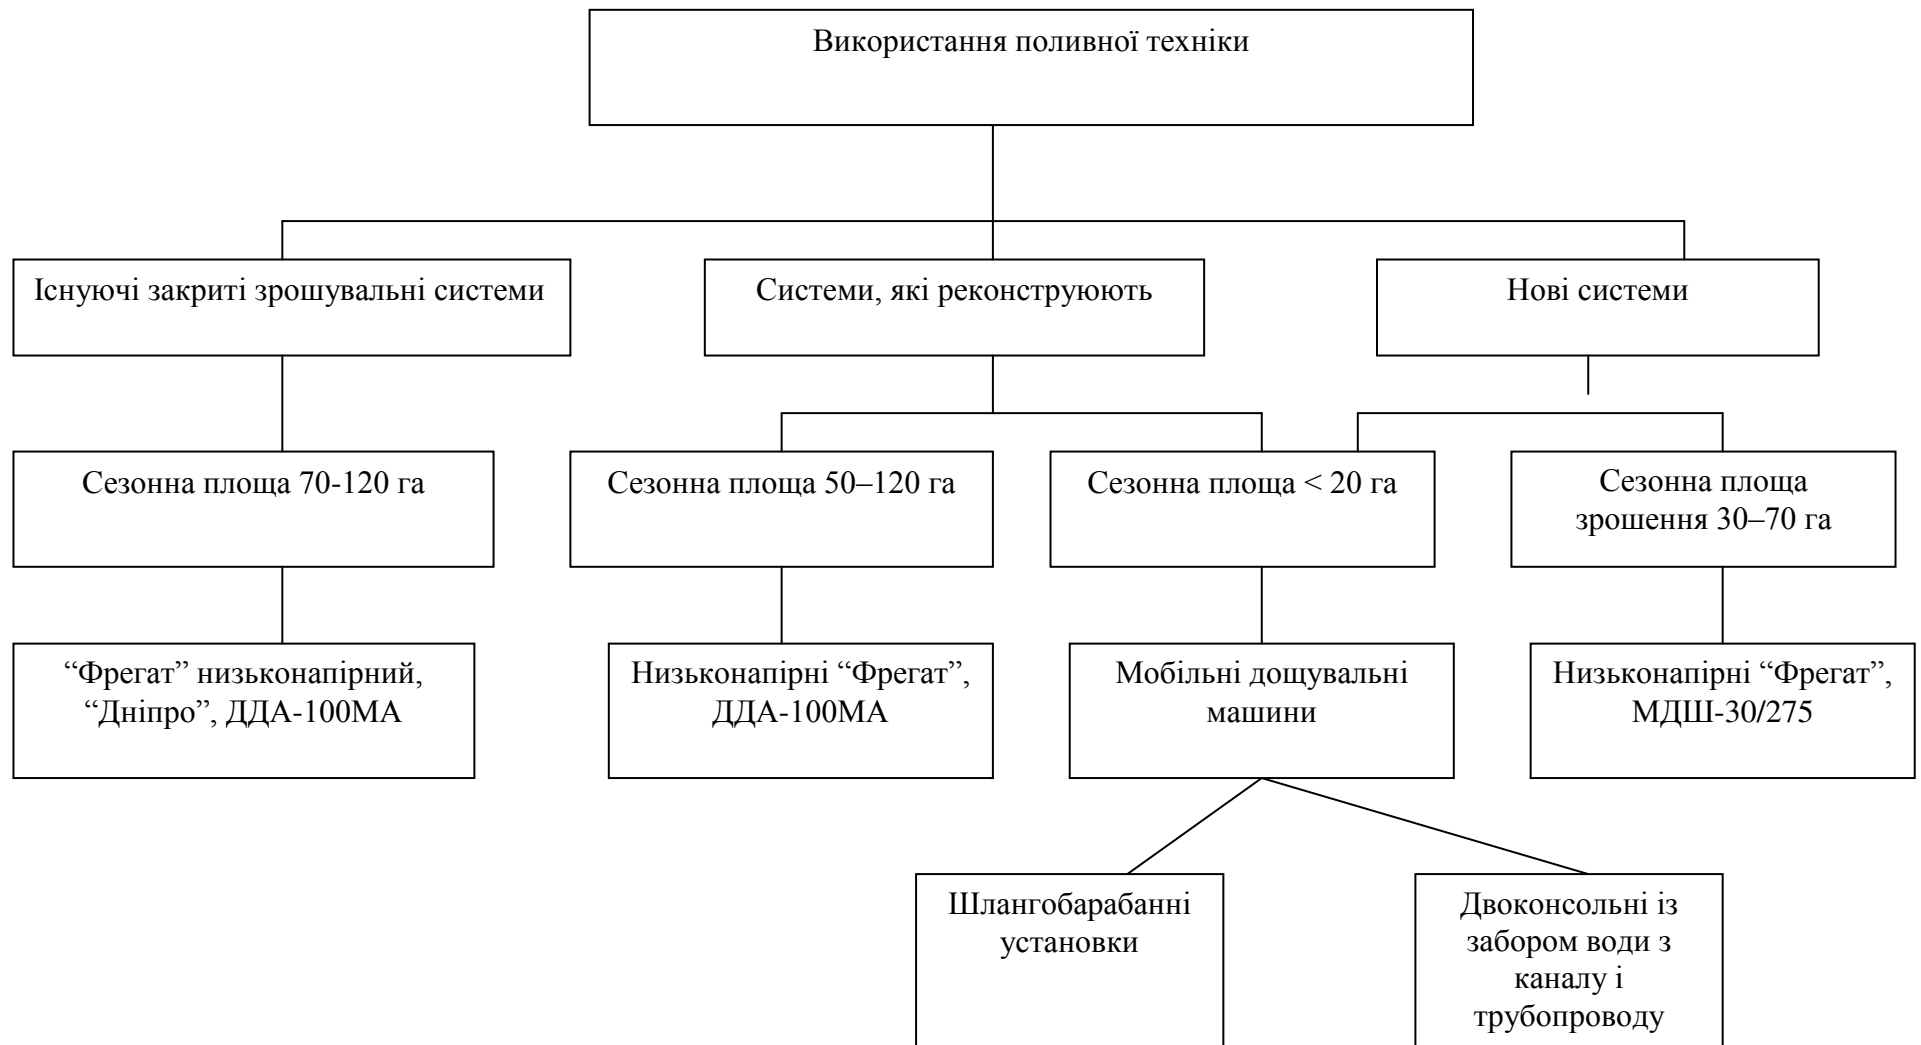 Використання поливної техніки
Існуючі закриті зрошувальні системи
Системи, які реконструюють
Нові системи
Сезонна площа 70-120 га
Сезонна площа 50–120 га
Сезонна площа < 20 га
Сезонна площа
зрошення 30–70 га
“Фрегат” низьконапірний,
“Дніпро”, ДДА-100МА
Низьконапірні “Фрегат”,
ДДА-100МА
Мобільні дощувальні
машини
Низьконапірні “Фрегат”,
МДШ-30/275
Шлангобарабанні
установки
Двоконсольні із
забором води з
каналу і
трубопроводу